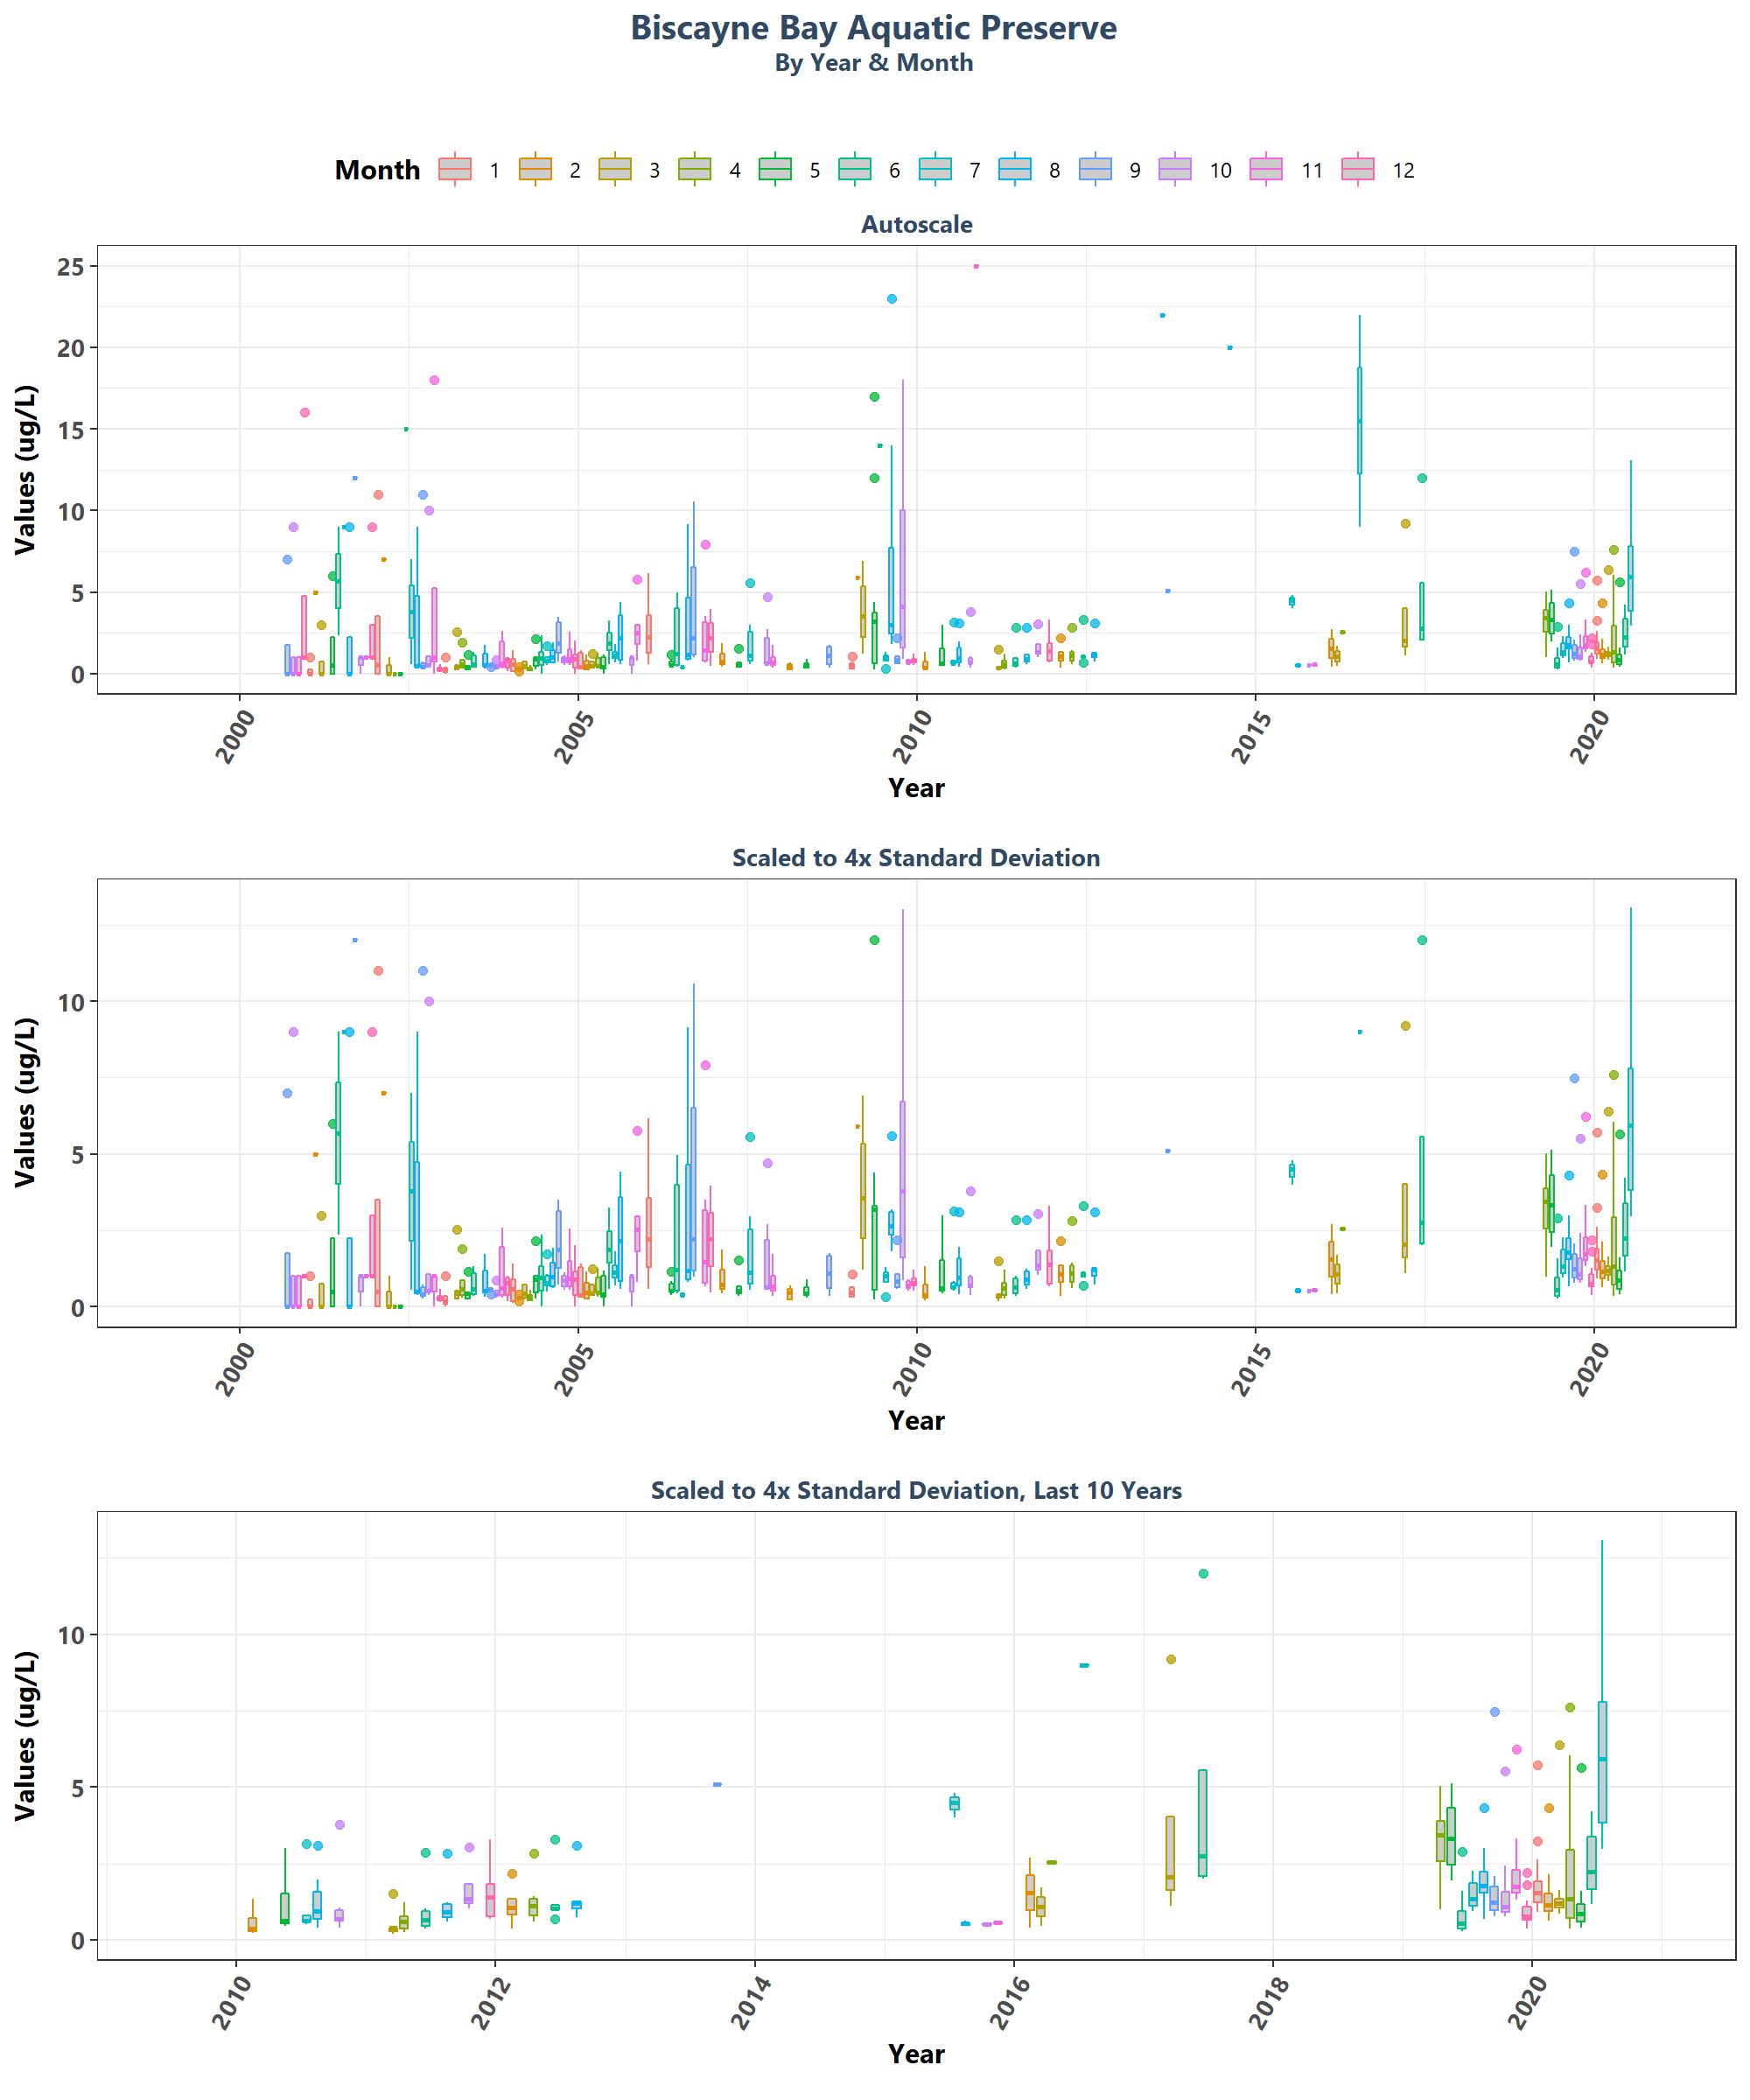 Biscayne Bay Aquatic Preserve
By Year & Month
Month 1 2 3 4 5 6 7 8 9 10 11 12
Autoscale
Values (ug/L)
25
20
15
10
5
0
2000 2005 2010 2015 2020
Year
Scaled to 4x Standard Deviation
Values (ug/L)
10
5
0
2000 2005 2010 2015 2020
Year
Scaled to 4x Standard Deviation, Last 10 Years
Values (ug/L)
10
5
0
2010 2012 2014 2016 2018 2020
Year